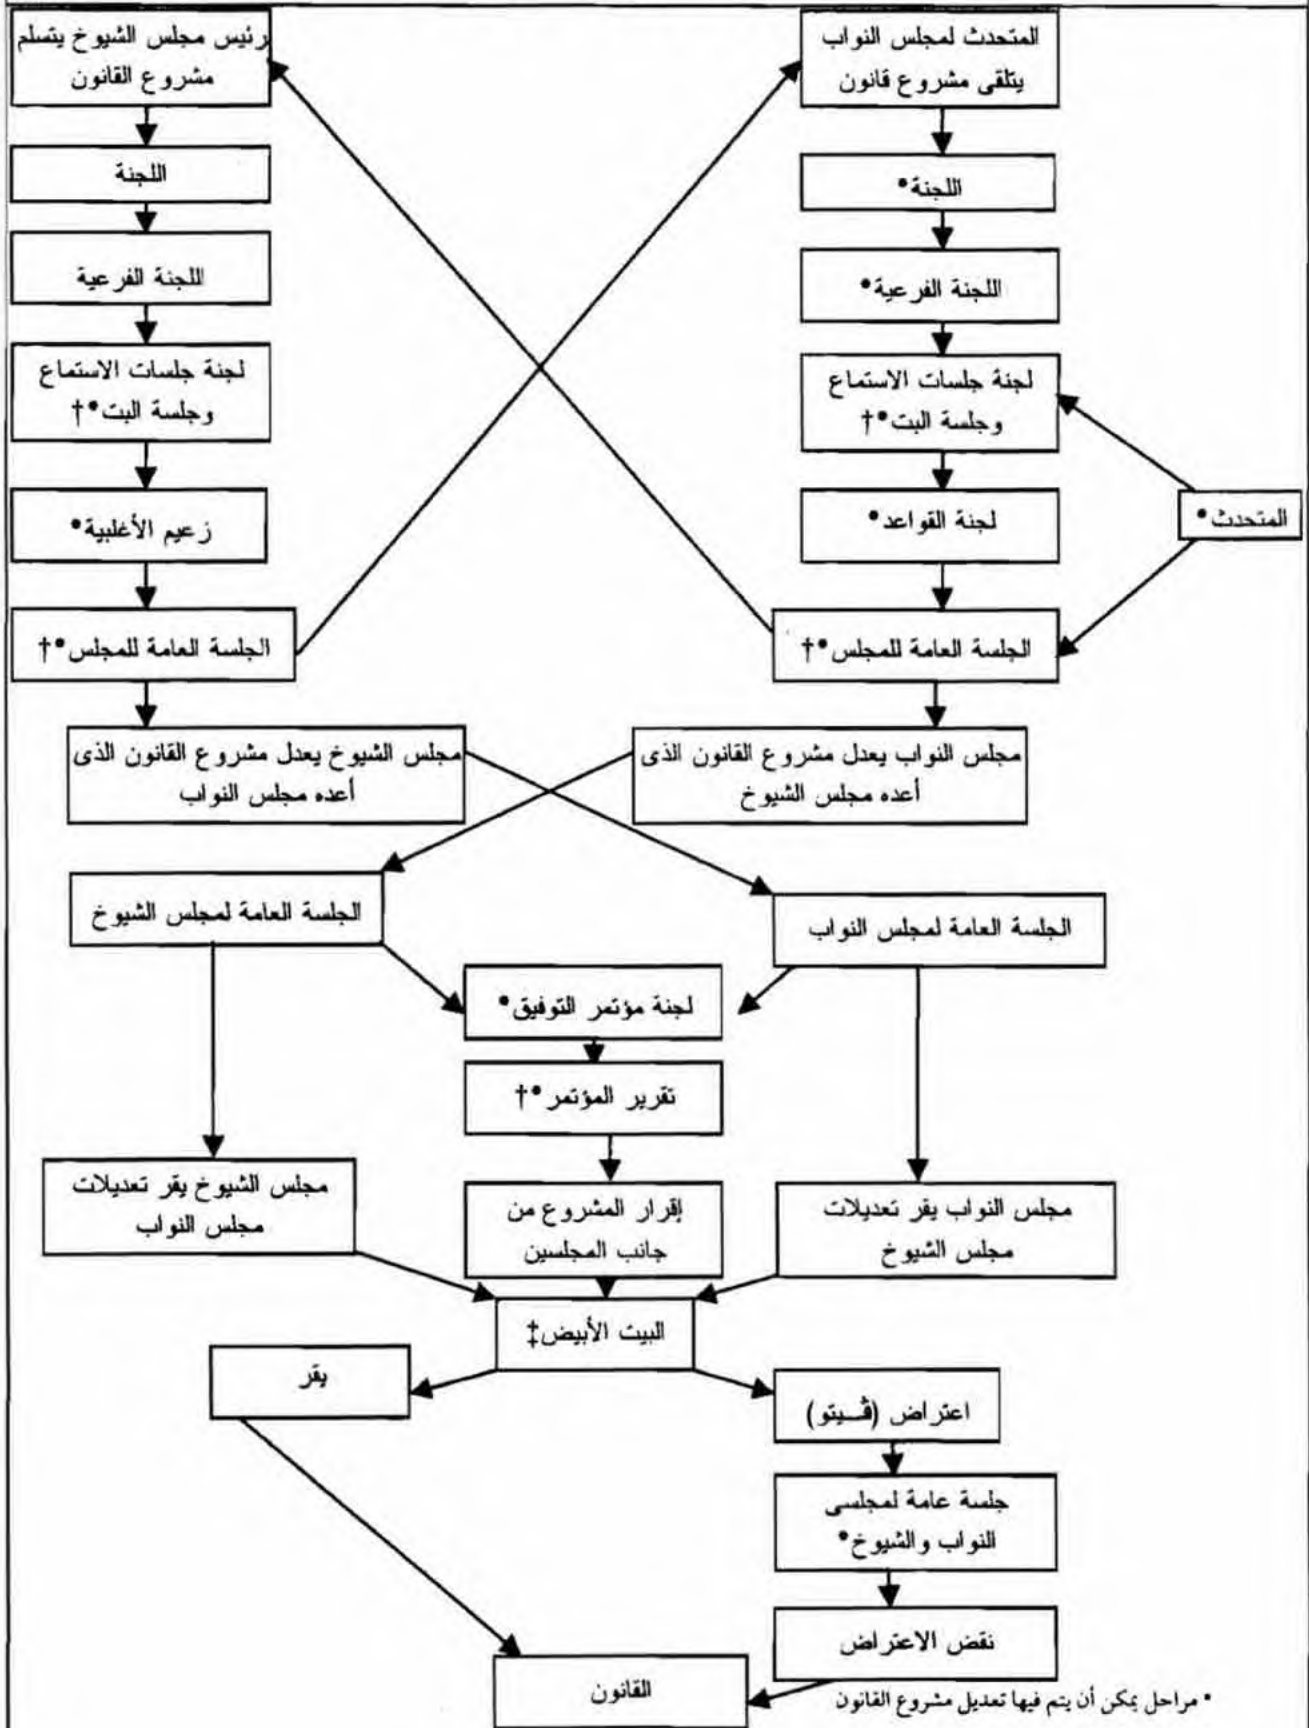 المتحدث لمجلس النواب
يتلقى مشروع قانون
اللجنة•
اللجنة الفرعية•
لجنة جلسات الاستماع
وجلسة البت•†
لجنة القواعد•
المتحدث•
الجلسة العامة للمجلس•†
رئيس مجلس الشيوخ يتسلم
مشروع القانون
اللجنة
اللجنة الفرعية
لجنة جلسات الاستماع
وجلسة البت•†
زعيم الأغلبية•
الجلسة العامة للمجلس•†
مجلس النواب يعدل مشروع القانون الذى
أعده مجلس الشيوخ
مجلس الشيوخ يعدل مشروع القانون الذى
أعده مجلس النواب
الجلسة العامة لمجلس النواب
الجلسة العامة لمجلس الشيوخ
لجنة مؤتمر التوفيق•
تقرير المؤتمر•†
مجلس النواب يقر تعديلات
مجلس الشيوخ
إقرار المشروع من
جانب المجلسين
مجلس الشيوخ يقر تعديلات
مجلس النواب
البيت الأبيض‡
يقر
اعتراض (ڤـيتو)
جلسة عامة لمجلسى
النواب والشيوخ•
نقض الاعتراض
القانون
• مراحل يمكن أن يتم فيها تعديل مشروع القانون